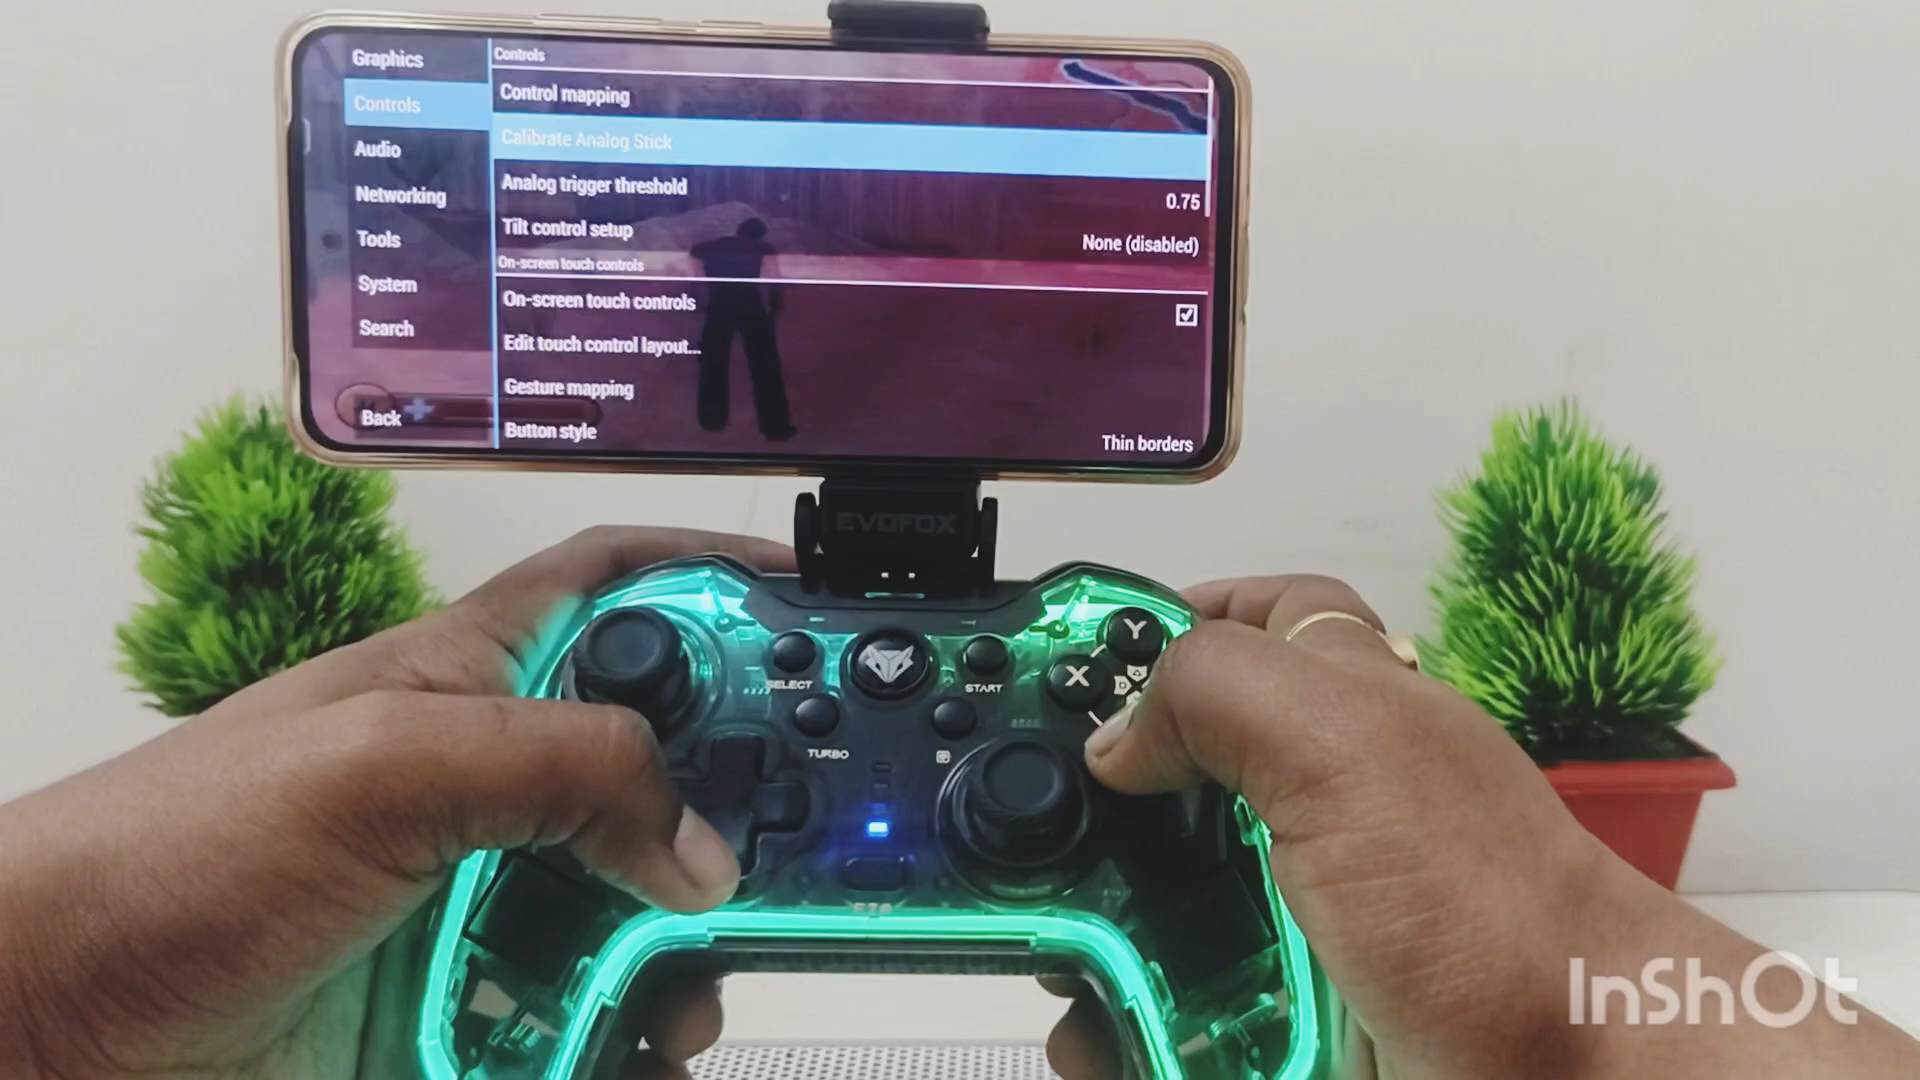 Graphics
Controls
Audio
Networking
Tools
System
Search
Back
Controls
Control mapping
Calibrate Analog Stick
Analog trigger threshold
0.75
Tilt control setup
None (disabled)
On-screen touch controls
On-screen touch controls
Edit touch control layout...
Gesture mapping
Button style
Thin borders
EVOFOX
SELECT
START
TURBO
Y
X
InShOt